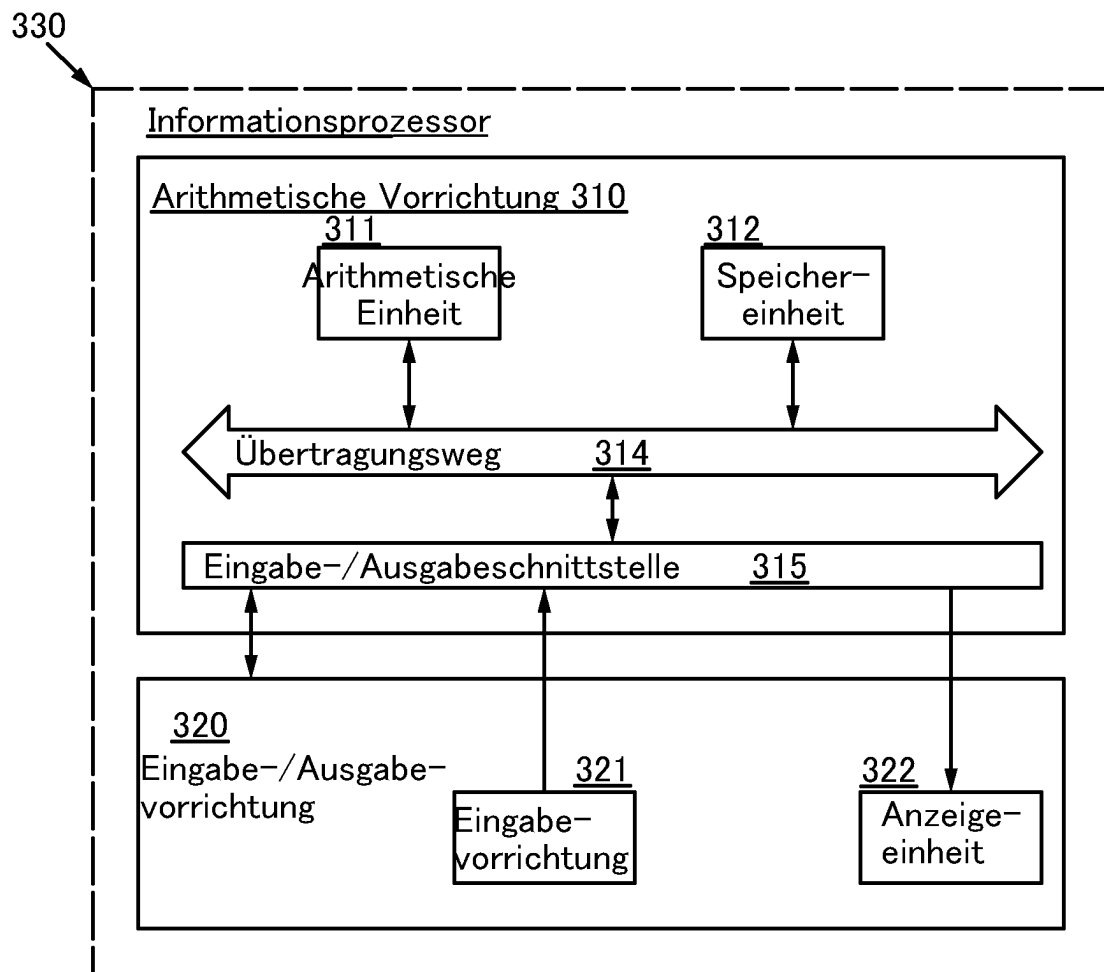 330
Informationsprozessor
Arithmetische Vorrichtung 310
311
Arithmetische
Einheit
312
Speicher-
einheit
Übertragungsweg 314
Eingabe-/Ausgabeschnittstelle 315
320
Eingabe-/Ausgabe-
vorrichtung
321
Eingabe-
vorrichtung
322
Anzeige-
einheit